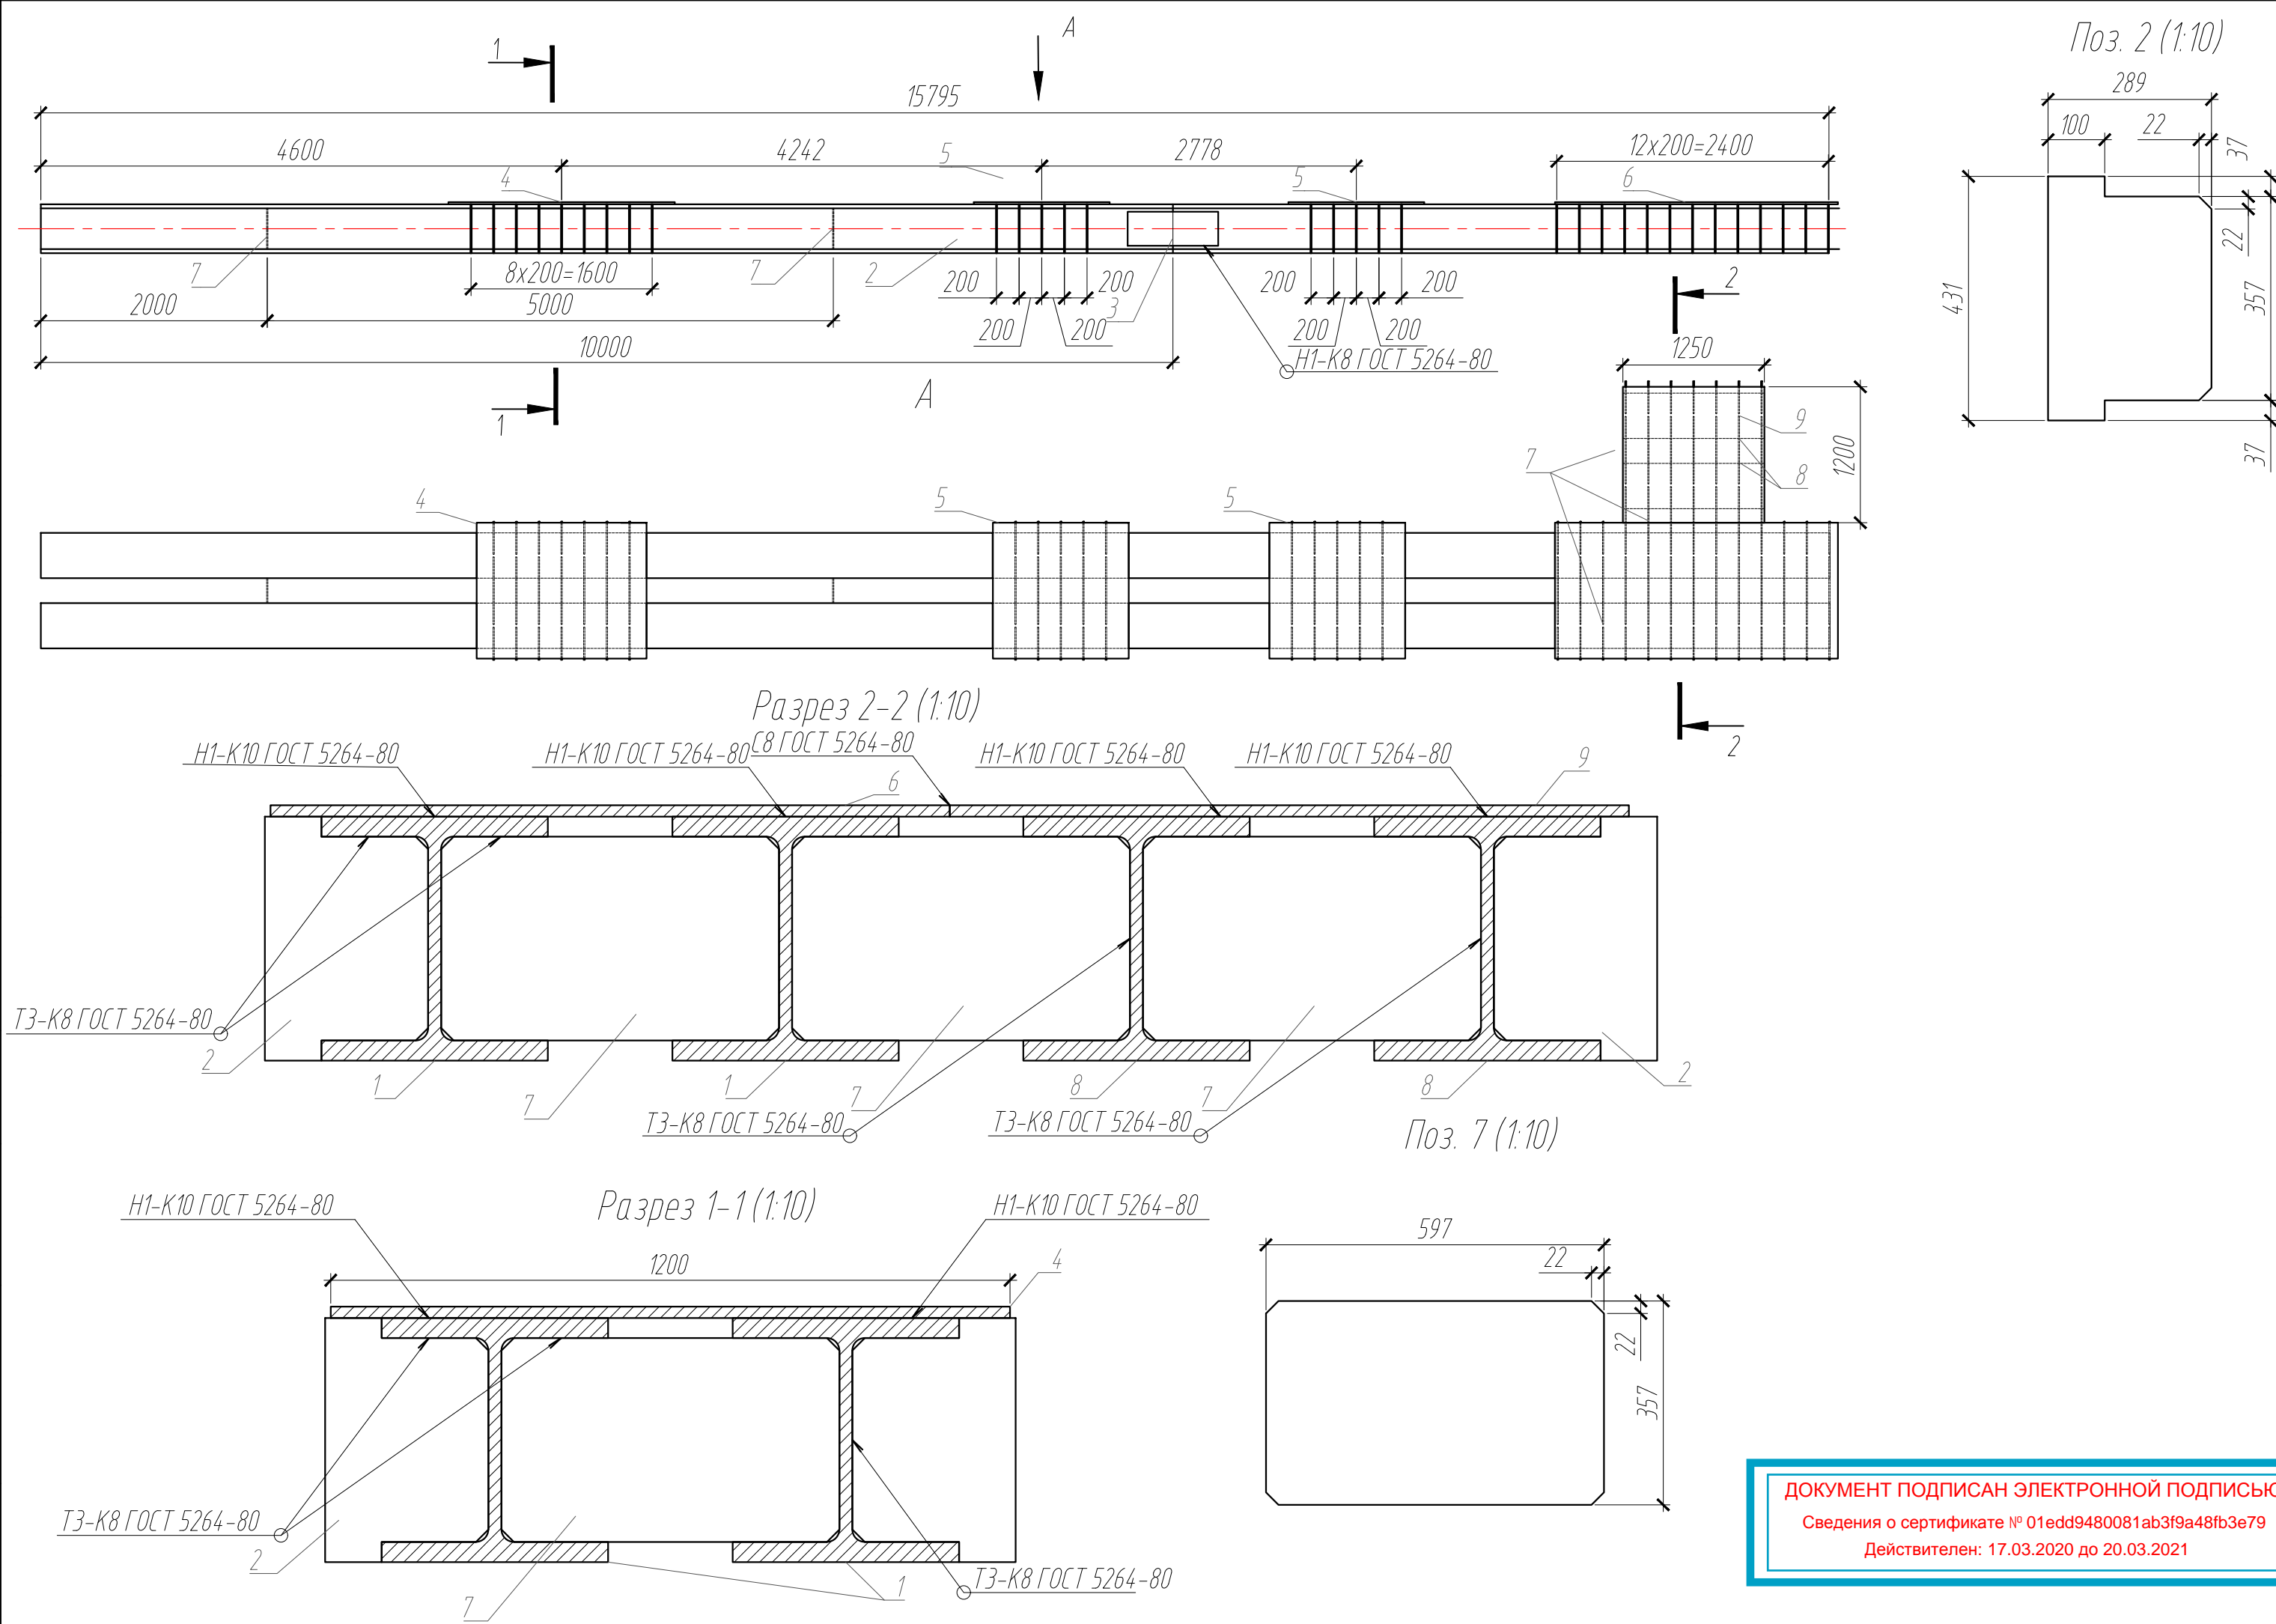 1
А
Поз. 2 (1:10)
15795
289
4600
4242
5
2778
12x200=2400
100
22
37
4
5
6
22
7
8x200=1600
7
2
200
200
200
200
2
431
357
2000
5000
3
200
200
200
200
1250
10000
Н1-К8 ГОСТ 5264-80
А
1
9
7
1200
8
37
4
5
5
Разрез 2-2 (1:10)
2
Н1-К10 ГОСТ 5264-80
Н1-К10 ГОСТ 5264-80
С8 ГОСТ 5264-80
Н1-К10 ГОСТ 5264-80
Н1-К10 ГОСТ 5264-80
9
6
Т3-К8 ГОСТ 5264-80
2
1
7
1
7
8
7
8
2
Т3-К8 ГОСТ 5264-80
Т3-К8 ГОСТ 5264-80
Поз. 7 (1:10)
Н1-К10 ГОСТ 5264-80
Разрез 1-1 (1:10)
Н1-К10 ГОСТ 5264-80
1200
4
597
22
22
357
Т3-К8 ГОСТ 5264-80
2
7
1
Т3-К8 ГОСТ 5264-80
ДОКУМЕНТ ПОДПИСАН ЭЛЕКТРОННОЙ ПОДПИСЬЮ
Сведения о сертификате № 01edd9480081ab3f9a48fb3e79
Действителен: 17.03.2020 до 20.03.2021